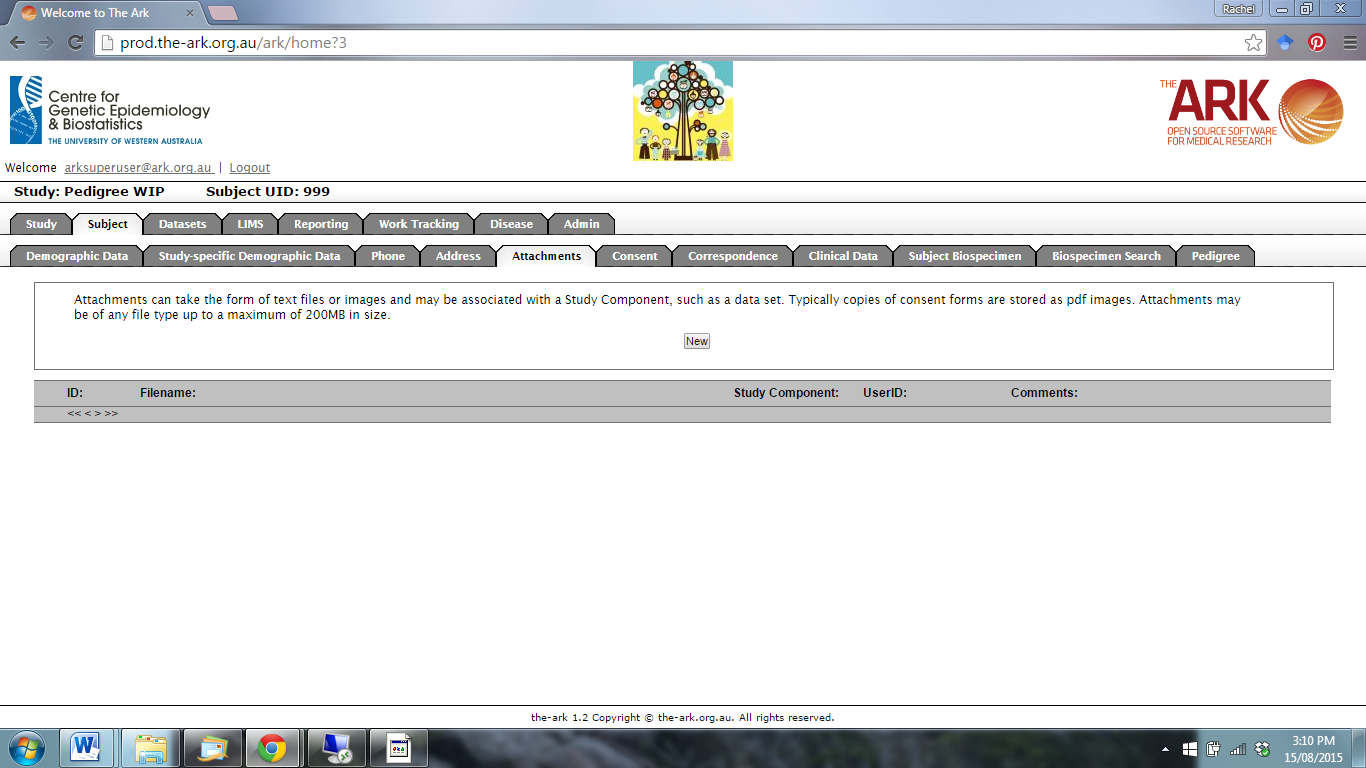 Welcome to The Ark
Rachel
prod.the-ark.org.au/ark/home?3
Centre for
Genetic Epidemiology
& Biostatistics
THE UNIVERSITY OF WESTERN AUSTRALIA
THE
ARK
OPEN SOURCE SOFTWARE
FOR MEDICAL RESEARCH
Welcome arksuperuser@ark.org.au | Logout
Study: Pedigree WIP Subject UID: 999
Study Subject Datasets LIMS Reporting Work Tracking Disease Admin
Demographic Data Study-specific Demographic Data Phone Address Attachments Consent Correspondence Clinical Data Subject Biospecimen Biospecimen Search Pedigree
Attachments can take the form of text files or images and may be associated with a Study Component, such as a data set. Typically copies of consent forms are stored as pdf images. Attachments may
be of any file type up to a maximum of 200MB in size.
New
ID: Filename: Study Component: UserID: Comments:
<< < > >>
the-ark 1.2 Copyright © the-ark.org.au. All rights reserved.
3:10 PM
15/08/2015